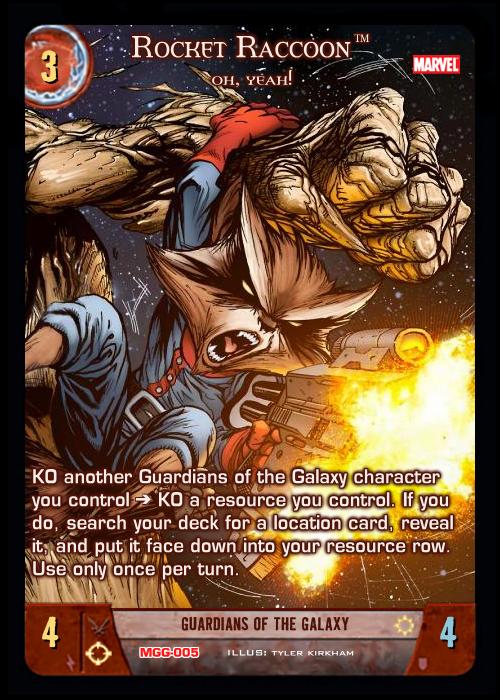 3
ROCKET RACCOON™
OH, YEAH!
MARVEL
KO another Guardians of the Galaxy character
you control ➔ KO a resource you control. If you
do, search your deck for a location card, reveal
it, and put it face down into your resource row.
Use only once per turn.
4
GUARDIANS OF THE GALAXY
4
MGG-005
ILLUS: TYLER KIRKHAM